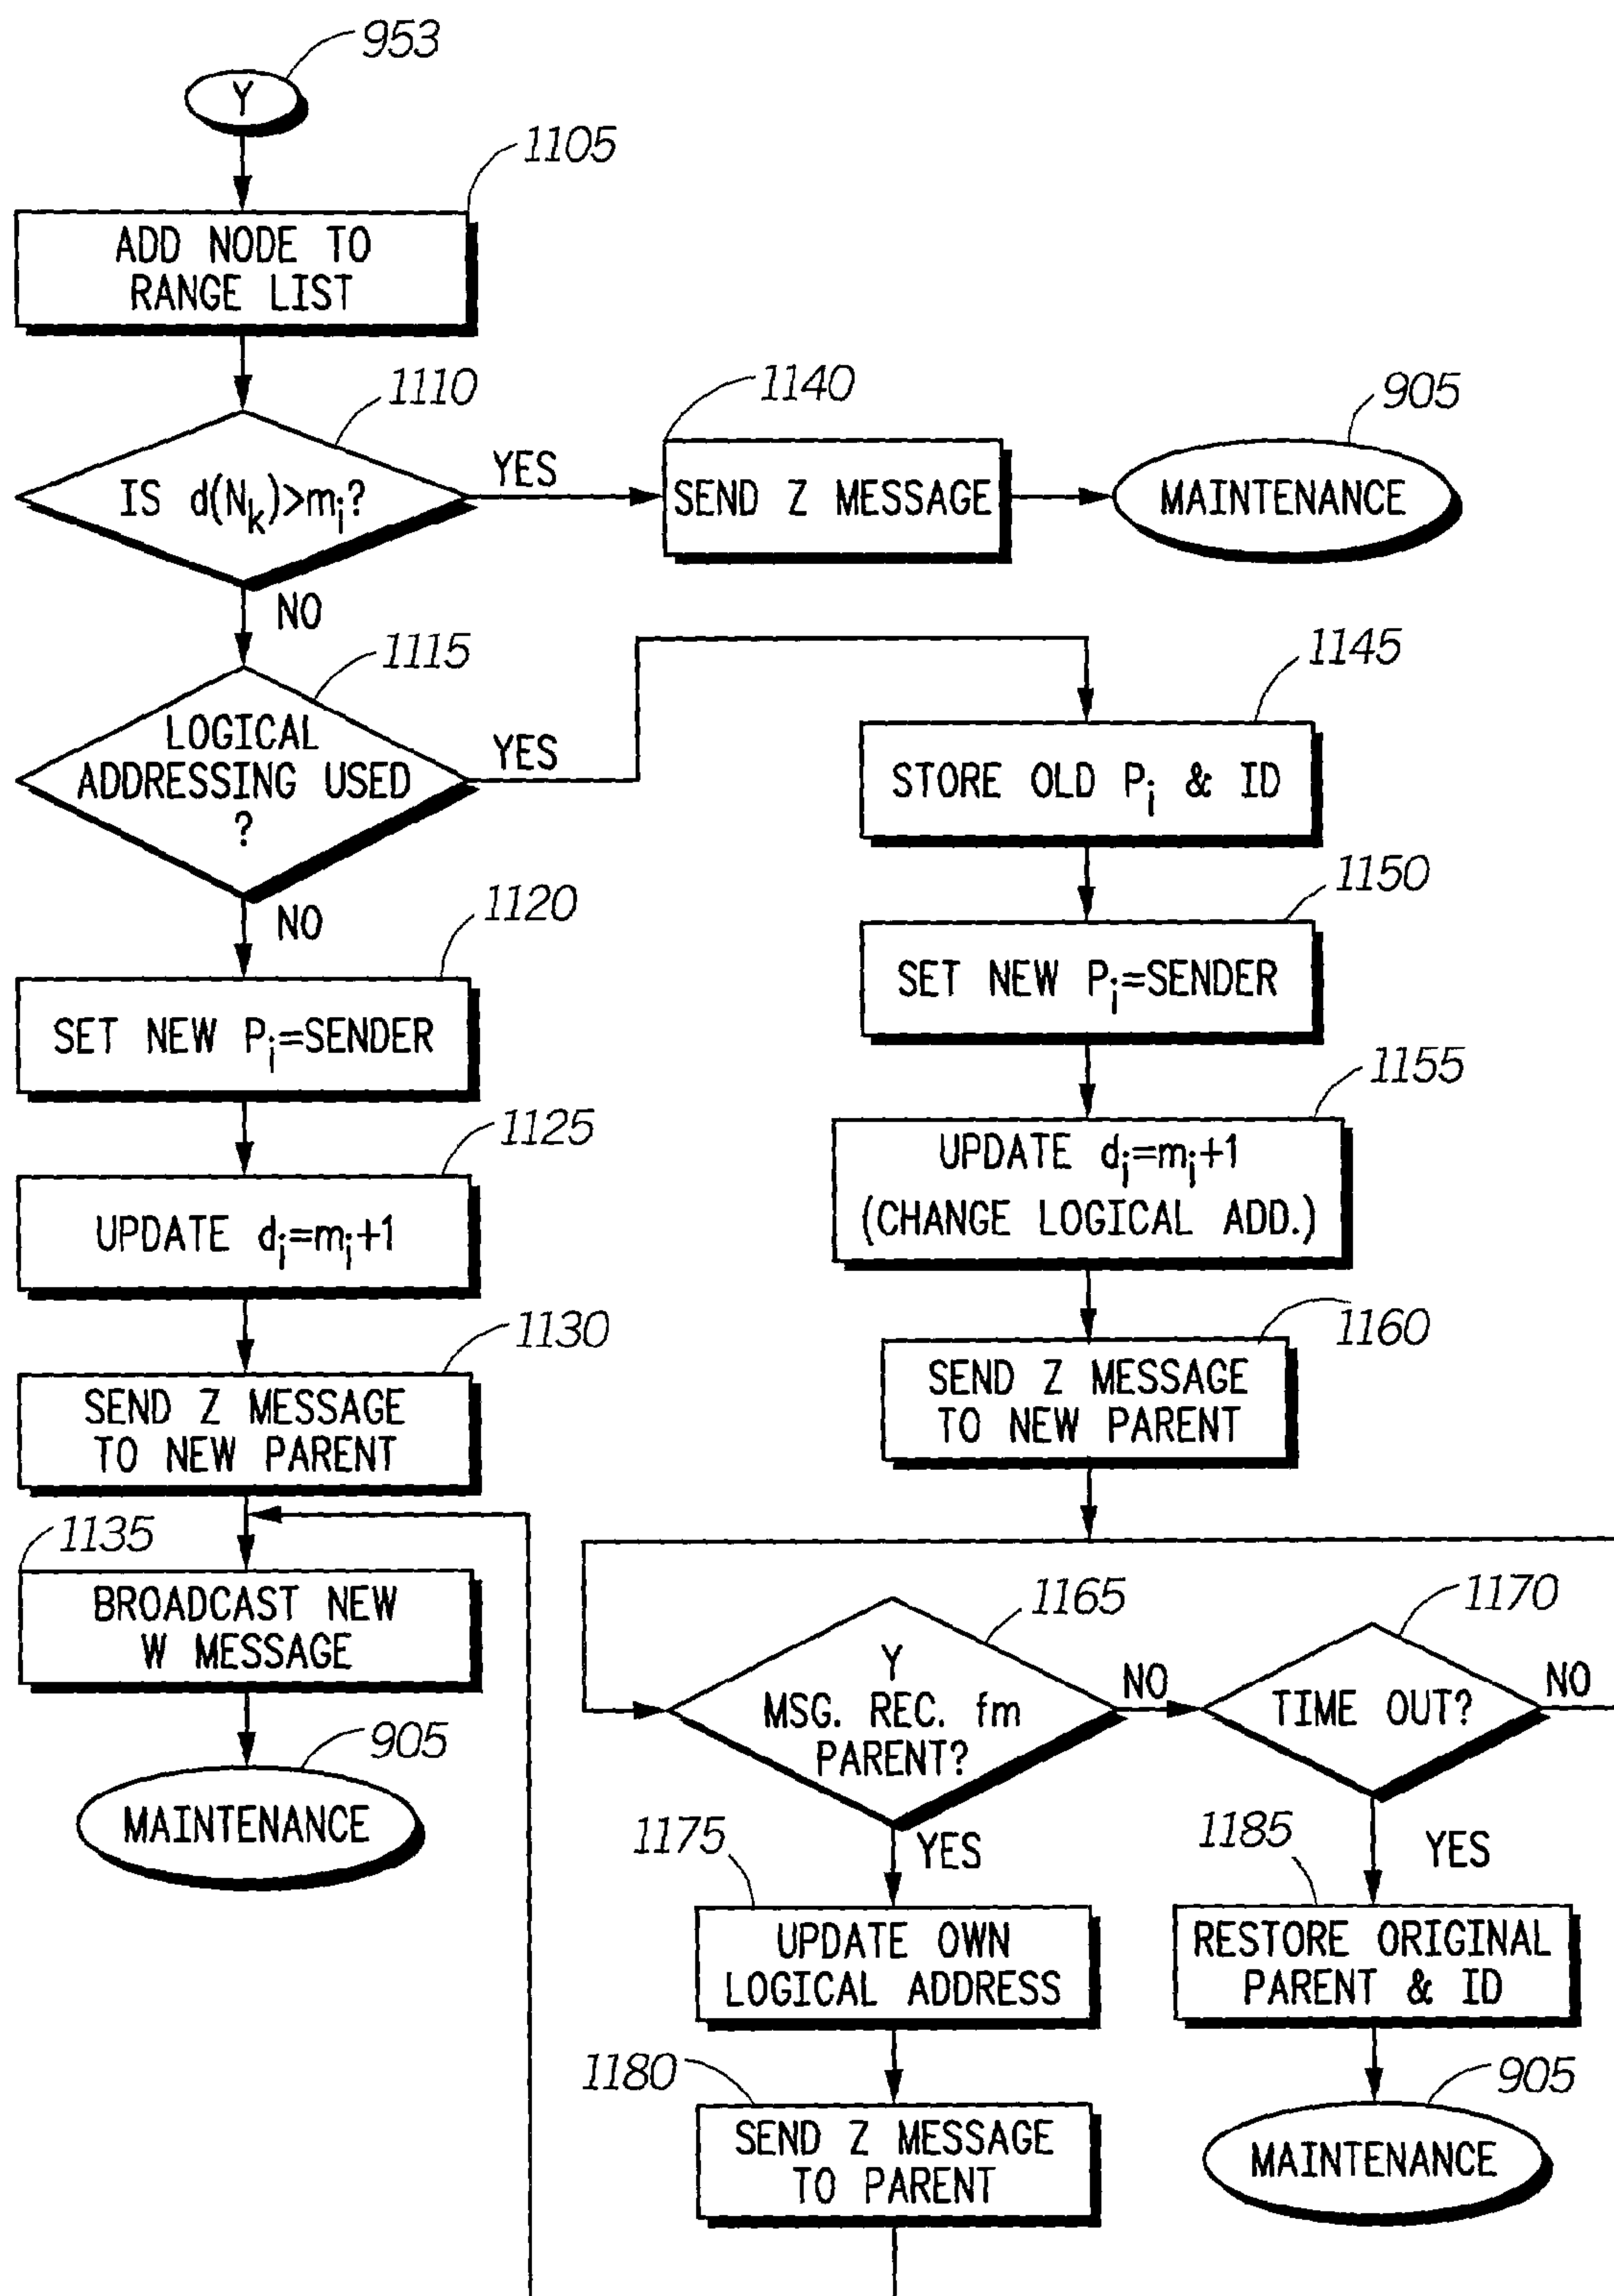 953
Y
1105
ADD NODE TO
RANGE LIST
1110
IS d(Nk)>mi?
YES
1140
SEND Z MESSAGE
905
MAINTENANCE
NO
1115
LOGICAL
ADDRESSING USED
?
YES
1145
STORE OLD Pi & ID
1150
SET NEW Pi=SENDER
1155
UPDATE di=mi+1
(CHANGE LOGICAL ADD.)
1160
SEND Z MESSAGE
TO NEW PARENT
NO
1120
SET NEW Pi=SENDER
1125
UPDATE di=mi+1
1130
SEND Z MESSAGE
TO NEW PARENT
1135
BROADCAST NEW
W MESSAGE
905
MAINTENANCE
1165
Y
MSG. REC. fm
PARENT?
NO
1170
TIME OUT?
NO
YES
1175
UPDATE OWN
LOGICAL ADDRESS
1180
SEND Z MESSAGE
TO PARENT
YES
1185
RESTORE ORIGINAL
PARENT & ID
905
MAINTENANCE